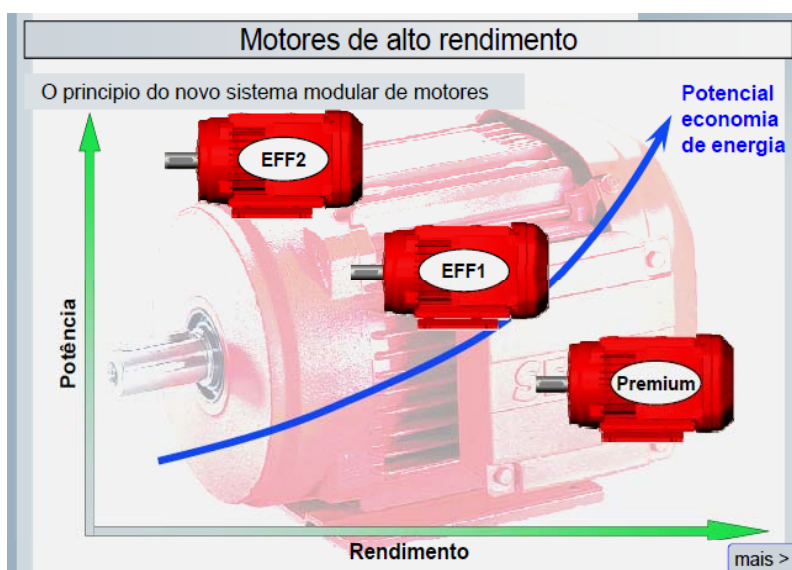 Motores de alto rendimento
O principio do novo sistema modular de motores
Potencial
economia
de energia
EFF2
EFF1
Premium
Potência
Rendimento
mais >